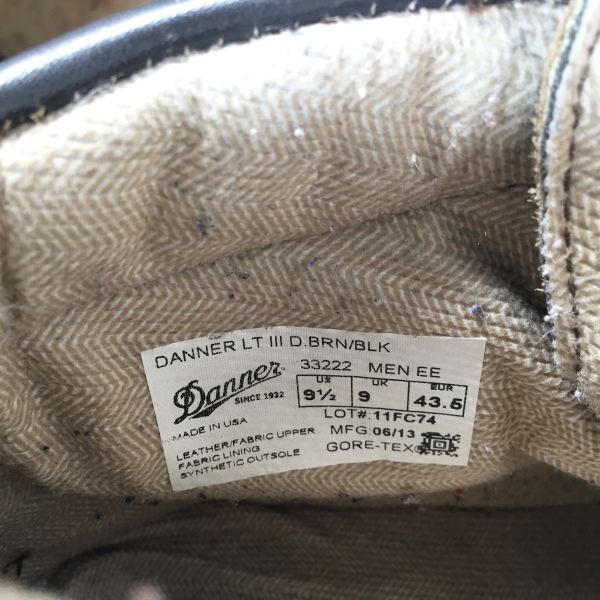 DANNER LT III D.BRN/BLK
33222 MEN EE
Danner
SINCE 1932
US UK EUR
9½ 9 43.5
LOT#:11FC74
MADE IN USA
MFG:06/13
LEATHER/FABRIC UPPER
FABRIC LINING
SYNTHETIC OUTSOLE
GORE-TEX®